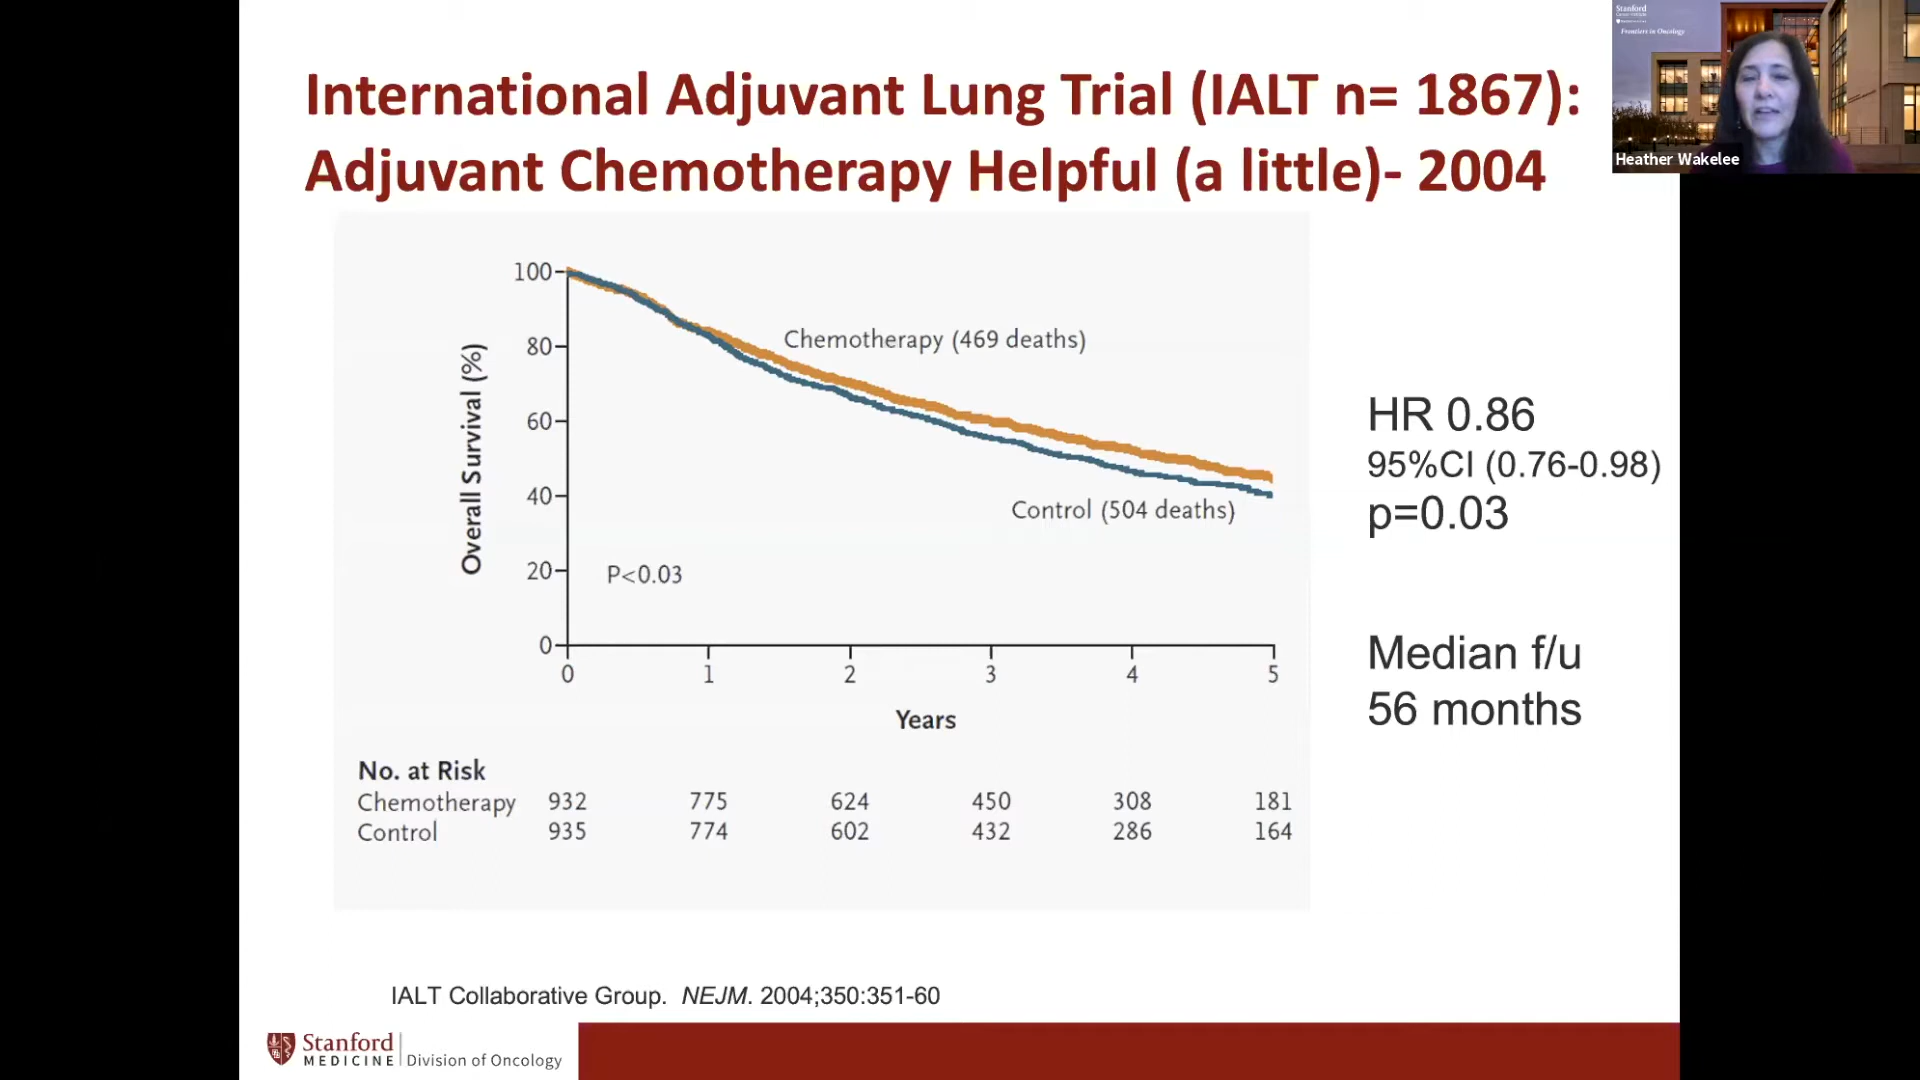 International Adjuvant Lung Trial (IALT n= 1867):
Adjuvant Chemotherapy Helpful (a little)- 2004
Stanford
Frontiers in Oncology
Heather Wakelee
Overall Survival (%)
100
80
60
40
20
0
Chemotherapy (469 deaths)
Control (504 deaths)
P<0.03
0 1 2 3 4 5
Years
No. at Risk
Chemotherapy 932 775 624 450 308 181
Control 935 774 602 432 286 164
HR 0.86
95%CI (0.76-0.98)
p=0.03
Median f/u
56 months
IALT Collaborative Group. NEJM. 2004;350:351-60
Stanford
MEDICINE
Division of Oncology